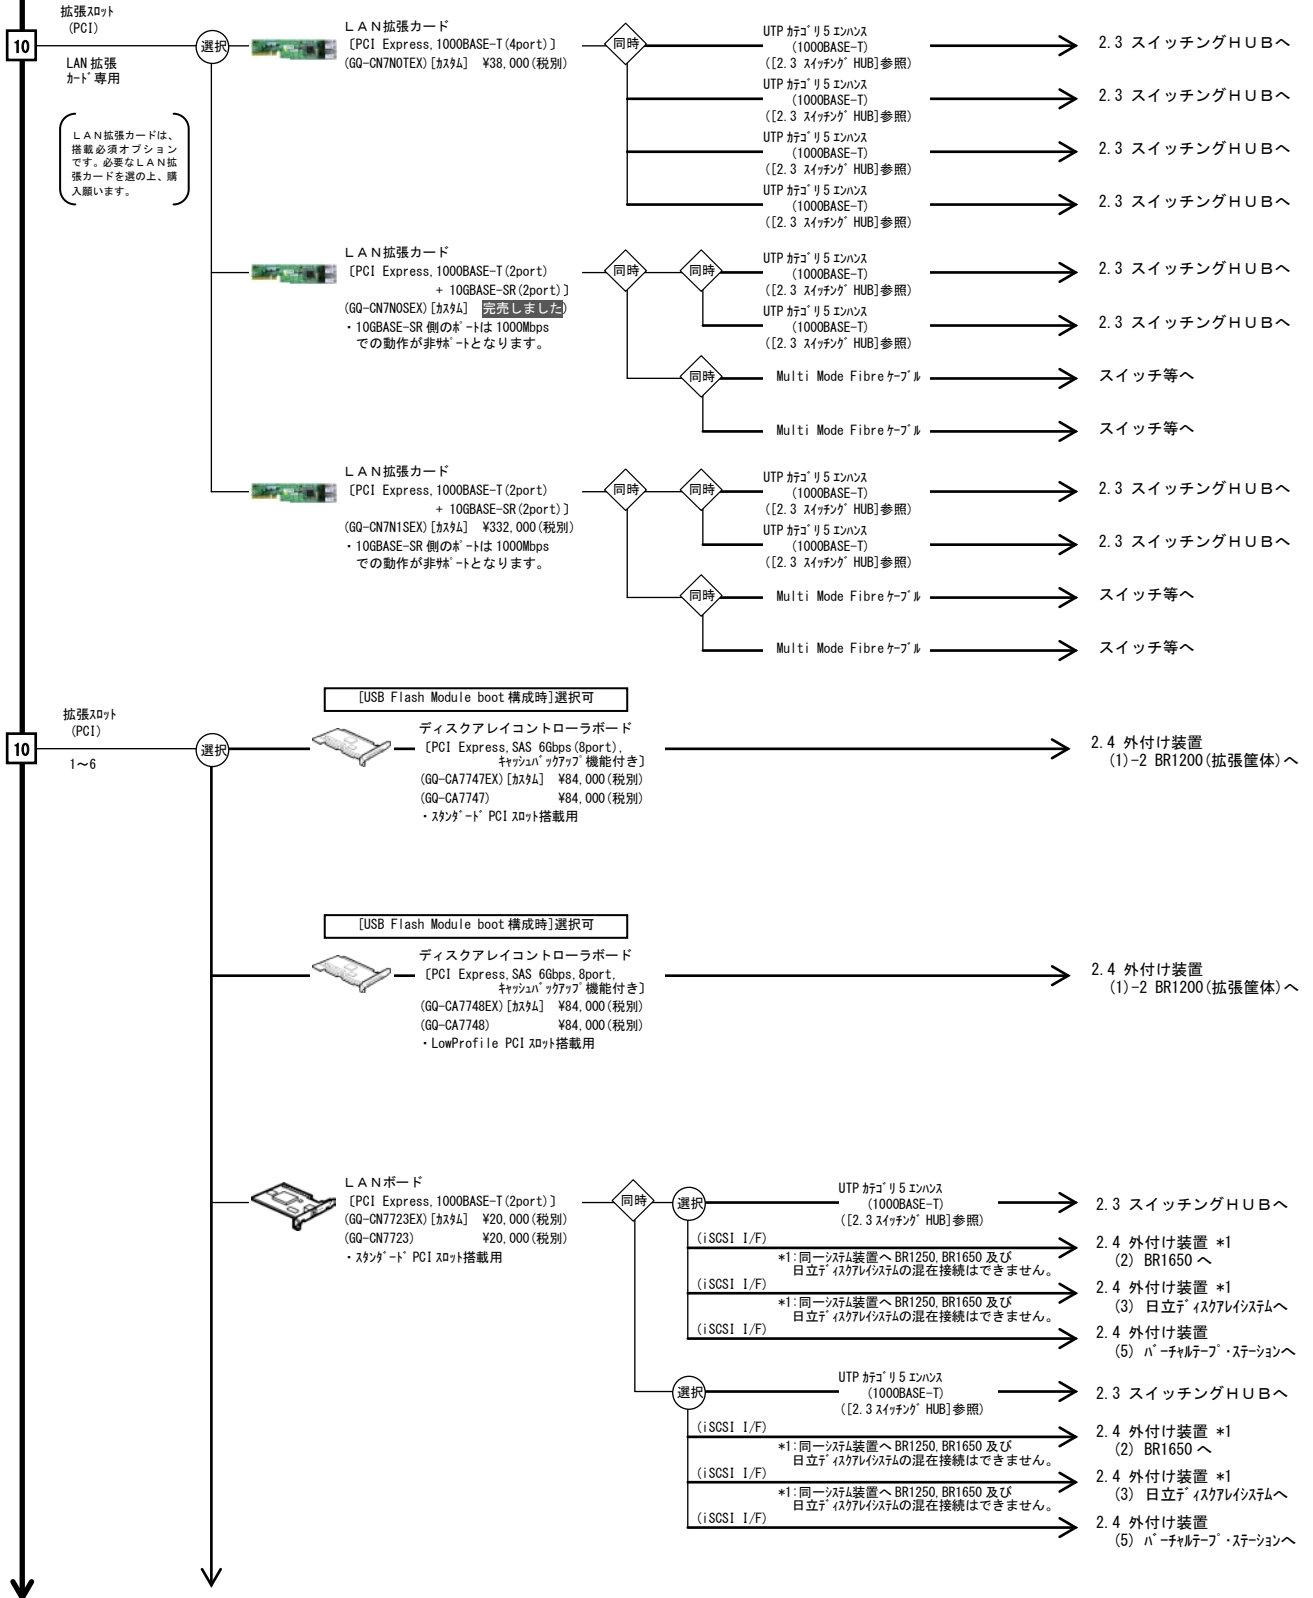 拡張ｽﾛｯﾄ
(PCI)
10
LAN 拡張
ｶｰﾄﾞ専用
ＬＡＮ拡張カードは、
搭載必須オプション
です。必要なＬＡＮ拡
張カードを選の上、購
入願います。
選択
ＬＡＮ拡張カード
〔PCI Express,1000BASE-T(4port)〕
(GQ-CN7N0TEX)[ｶｽﾀﾑ] ¥38,000(税別)
同時
UTP ｶﾃｺﾞﾘ 5 ｴﾝﾊﾝｽ
(1000BASE-T)
([2.3 ｽｲｯﾁﾝｸﾞ HUB]参照)
2.3 スイッチングＨＵＢへ
UTP ｶﾃｺﾞﾘ 5 ｴﾝﾊﾝｽ
(1000BASE-T)
([2.3 ｽｲｯﾁﾝｸﾞ HUB]参照)
2.3 スイッチングＨＵＢへ
UTP ｶﾃｺﾞﾘ 5 ｴﾝﾊﾝｽ
(1000BASE-T)
([2.3 ｽｲｯﾁﾝｸﾞ HUB]参照)
2.3 スイッチングＨＵＢへ
UTP ｶﾃｺﾞﾘ 5 ｴﾝﾊﾝｽ
(1000BASE-T)
([2.3 ｽｲｯﾁﾝｸﾞ HUB]参照)
2.3 スイッチングＨＵＢへ
ＬＡＮ拡張カード
〔PCI Express,1000BASE-T(2port)
+ 10GBASE-SR(2port)〕
(GQ-CN7N0SEX)[ｶｽﾀﾑ] 完売しました)
・10GBASE-SR 側のﾎﾟｰﾄは 1000Mbps
での動作が非ｻﾎﾟｰﾄとなります。
同時
同時
UTP ｶﾃｺﾞﾘ 5 ｴﾝﾊﾝｽ
(1000BASE-T)
([2.3 ｽｲｯﾁﾝｸﾞ HUB]参照)
2.3 スイッチングＨＵＢへ
UTP ｶﾃｺﾞﾘ 5 ｴﾝﾊﾝｽ
(1000BASE-T)
([2.3 ｽｲｯﾁﾝｸﾞ HUB]参照)
2.3 スイッチングＨＵＢへ
同時
Multi Mode Fibre ｹｰﾌﾞﾙ
スイッチ等へ
Multi Mode Fibre ｹｰﾌﾞﾙ
スイッチ等へ
ＬＡＮ拡張カード
〔PCI Express,1000BASE-T(2port)
+ 10GBASE-SR(2port)〕
(GQ-CN7N1SEX)[ｶｽﾀﾑ] ¥332,000(税別)
・10GBASE-SR 側のﾎﾟｰﾄは 1000Mbps
での動作が非ｻﾎﾟｰﾄとなります。
同時
同時
UTP ｶﾃｺﾞﾘ 5 ｴﾝﾊﾝｽ
(1000BASE-T)
([2.3 ｽｲｯﾁﾝｸﾞ HUB]参照)
2.3 スイッチングＨＵＢへ
UTP ｶﾃｺﾞﾘ 5 ｴﾝﾊﾝｽ
(1000BASE-T)
([2.3 ｽｲｯﾁﾝｸﾞ HUB]参照)
2.3 スイッチングＨＵＢへ
同時
Multi Mode Fibre ｹｰﾌﾞﾙ
スイッチ等へ
Multi Mode Fibre ｹｰﾌﾞﾙ
スイッチ等へ
拡張ｽﾛｯﾄ
(PCI)
10
1～6
選択
[USB Flash Module boot 構成時]選択可
ディスクアレイコントローラボード
〔PCI Express,SAS 6Gbps(8port),
ｷｬｯｼｭﾊﾞｯｸｱｯﾌﾟ機能付き〕
(GQ-CA7747EX)[ｶｽﾀﾑ] ¥84,000(税別)
(GQ-CA7747) ¥84,000(税別)
・ｽﾀﾝﾀﾞｰﾄﾞ PCI ｽﾛｯﾄ搭載用
2.4 外付け装置
(1)-2 BR1200(拡張筐体)へ
[USB Flash Module boot 構成時]選択可
ディスクアレイコントローラボード
〔PCI Express,SAS 6Gbps,8port,
ｷｬｯｼｭﾊﾞｯｸｱｯﾌﾟ機能付き〕
(GQ-CA7748EX)[ｶｽﾀﾑ] ¥84,000(税別)
(GQ-CA7748) ¥84,000(税別)
・LowProfile PCI ｽﾛｯﾄ搭載用
2.4 外付け装置
(1)-2 BR1200(拡張筐体)へ
ＬＡＮボード
〔PCI Express,1000BASE-T(2port)〕
(GQ-CN7723EX)[ｶｽﾀﾑ] ¥20,000(税別)
(GQ-CN7723) ¥20,000(税別)
・ｽﾀﾝﾀﾞｰﾄﾞ PCI ｽﾛｯﾄ搭載用
同時
選択
UTP ｶﾃｺﾞﾘ 5 ｴﾝﾊﾝｽ
(1000BASE-T)
([2.3 ｽｲｯﾁﾝｸﾞ HUB]参照)
2.3 スイッチングＨＵＢへ
(iSCSI I/F)
*1:同一ｼｽﾃﾑ装置へ BR1250,BR1650 及び
日立ﾃﾞｨｽｸｱﾚｲｼｽﾃﾑの混在接続はできません。
2.4 外付け装置 *1
(2) BR1650 へ
(iSCSI I/F)
*1:同一ｼｽﾃﾑ装置へ BR1250,BR1650 及び
日立ﾃﾞｨｽｸｱﾚｲｼｽﾃﾑの混在接続はできません。
2.4 外付け装置 *1
(3) 日立ﾃﾞｨｽｸｱﾚｲｼｽﾃﾑへ
(iSCSI I/F)
2.4 外付け装置
(5) ﾊﾞｰﾁｬﾙﾃｰﾌﾟ･ｽﾃｰｼｮﾝへ
選択
UTP ｶﾃｺﾞﾘ 5 ｴﾝﾊﾝｽ
(1000BASE-T)
([2.3 ｽｲｯﾁﾝｸﾞ HUB]参照)
2.3 スイッチングＨＵＢへ
(iSCSI I/F)
*1:同一ｼｽﾃﾑ装置へ BR1250,BR1650 及び
日立ﾃﾞｨｽｸｱﾚｲｼｽﾃﾑの混在接続はできません。
2.4 外付け装置 *1
(2) BR1650 へ
(iSCSI I/F)
*1:同一ｼｽﾃﾑ装置へ BR1250,BR1650 及び
日立ﾃﾞｨｽｸｱﾚｲｼｽﾃﾑの混在接続はできません。
2.4 外付け装置 *1
(3) 日立ﾃﾞｨｽｸｱﾚｲｼｽﾃﾑへ
(iSCSI I/F)
2.4 外付け装置
(5) ﾊﾞｰﾁｬﾙﾃｰﾌﾟ･ｽﾃｰｼｮﾝへ